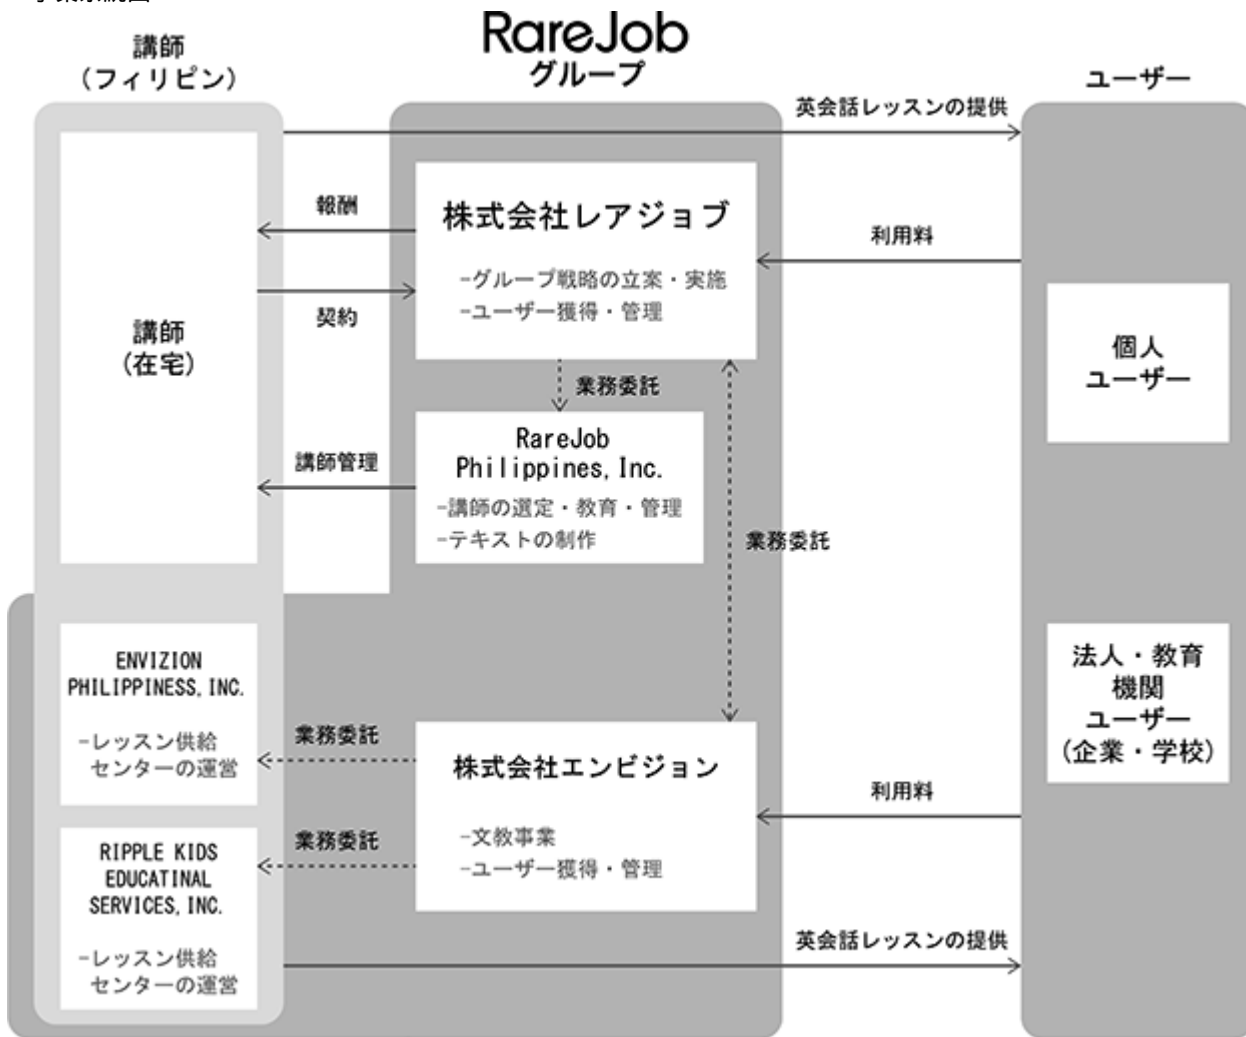 事業系統図
講師
(フィリピン)
RareJob
グループ
ユーザー
英会話レッスンの提供
報酬
契約
講師
(在宅)
講師管理
株式会社レアジョブ
-グループ戦略の立案・実施
-ユーザー獲得・管理
利用料
業務委託
RareJob
Philippines, Inc.
-講師の選定・教育・管理
-テキストの制作
業務委託
個人
ユーザー
法人・教育
機関
ユーザー
(企業・学校)
ENVIZION
PHILIPPINESS, INC.
-レッスン供給
センターの運営
業務委託
株式会社エンビジョン
-文教事業
-ユーザー獲得・管理
利用料
業務委託
RIPPLE KIDS
EDUCATINAL
SERVICES, INC.
-レッスン供給
センターの運営
英会話レッスンの提供